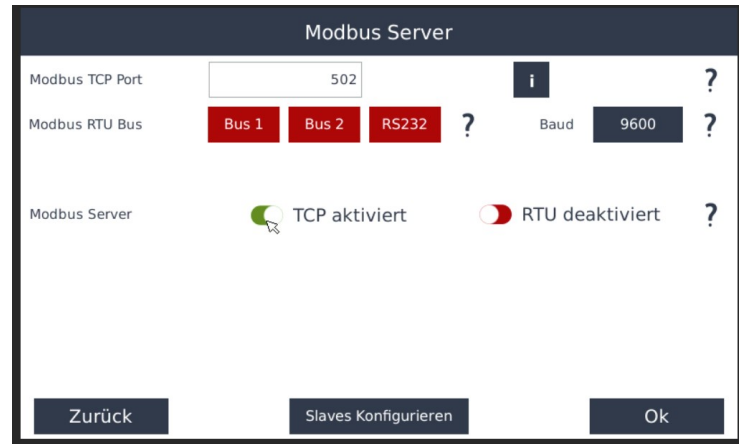 Modbus Server
Modbus TCP Port 502 i ?
Modbus RTU Bus Bus 1 Bus 2 RS232 ? Baud 9600 ?
Modbus Server TCP aktiviert RTU deaktiviert ?
Zurück Slaves Konfigurieren Ok